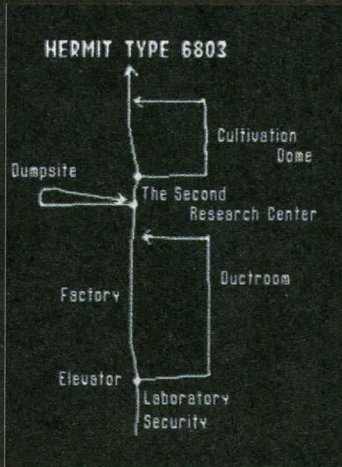 HERMIT TYPE 6803
Cultivation
Dome
Dumpsite
The Second
Research Center
Ductroom
Factory
Elevator
Laboratory
Security